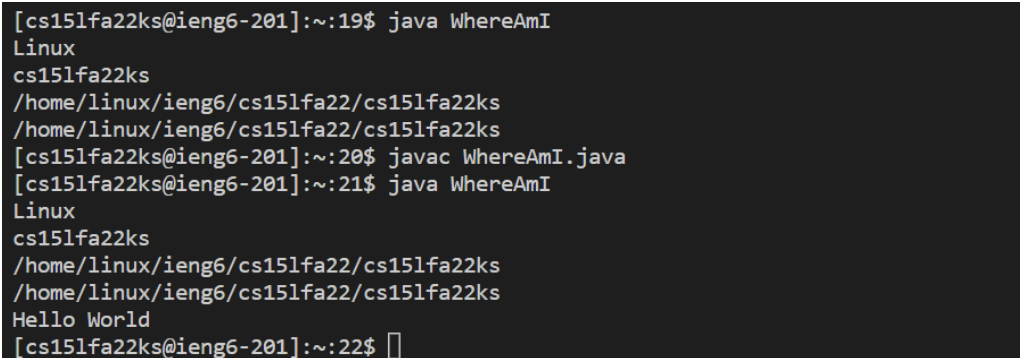 [cs15lfa22ks@ieng6-201]:~:19$ java WhereAmI
Linux
cs15lfa22ks
/home/linux/ieng6/cs15lfa22/cs15lfa22ks
/home/linux/ieng6/cs15lfa22/cs15lfa22ks
[cs15lfa22ks@ieng6-201]:~:20$ javac WhereAmI.java
[cs15lfa22ks@ieng6-201]:~:21$ java WhereAmI
Linux
cs15lfa22ks
/home/linux/ieng6/cs15lfa22/cs15lfa22ks
/home/linux/ieng6/cs15lfa22/cs15lfa22ks
Hello World
[cs15lfa22ks@ieng6-201]:~:22$